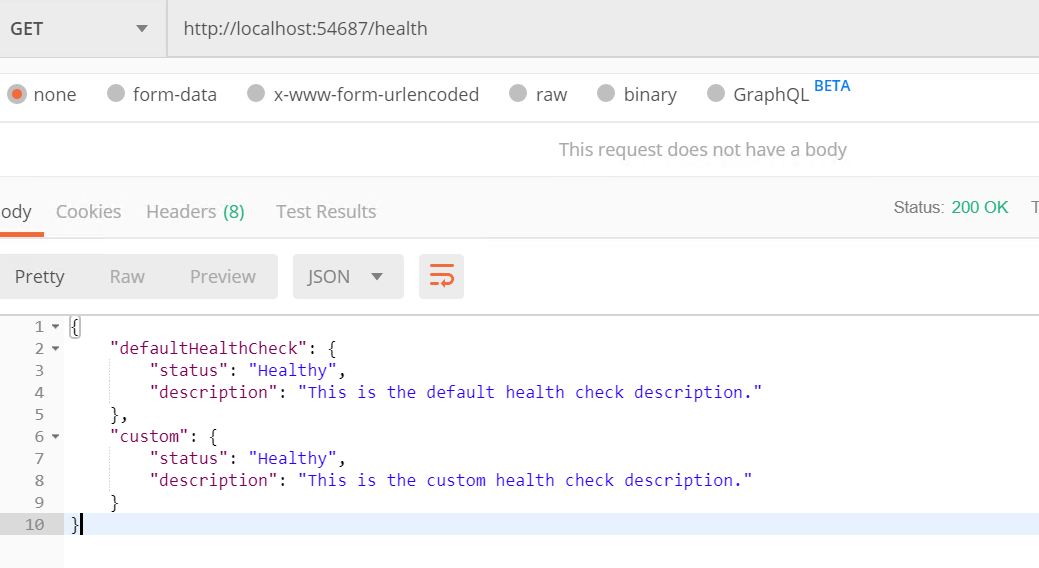 GET http://localhost:54687/health
none form-data x-www-form-urlencoded raw binary GraphQL BETA
This request does not have a body
ody Cookies Headers (8) Test Results Status: 200 OK T
Pretty Raw Preview JSON
1 {
2 "defaultHealthCheck": {
3 "status": "Healthy",
4 "description": "This is the default health check description."
5 },
6 "custom": {
7 "status": "Healthy",
8 "description": "This is the custom health check description."
9 }
10 }